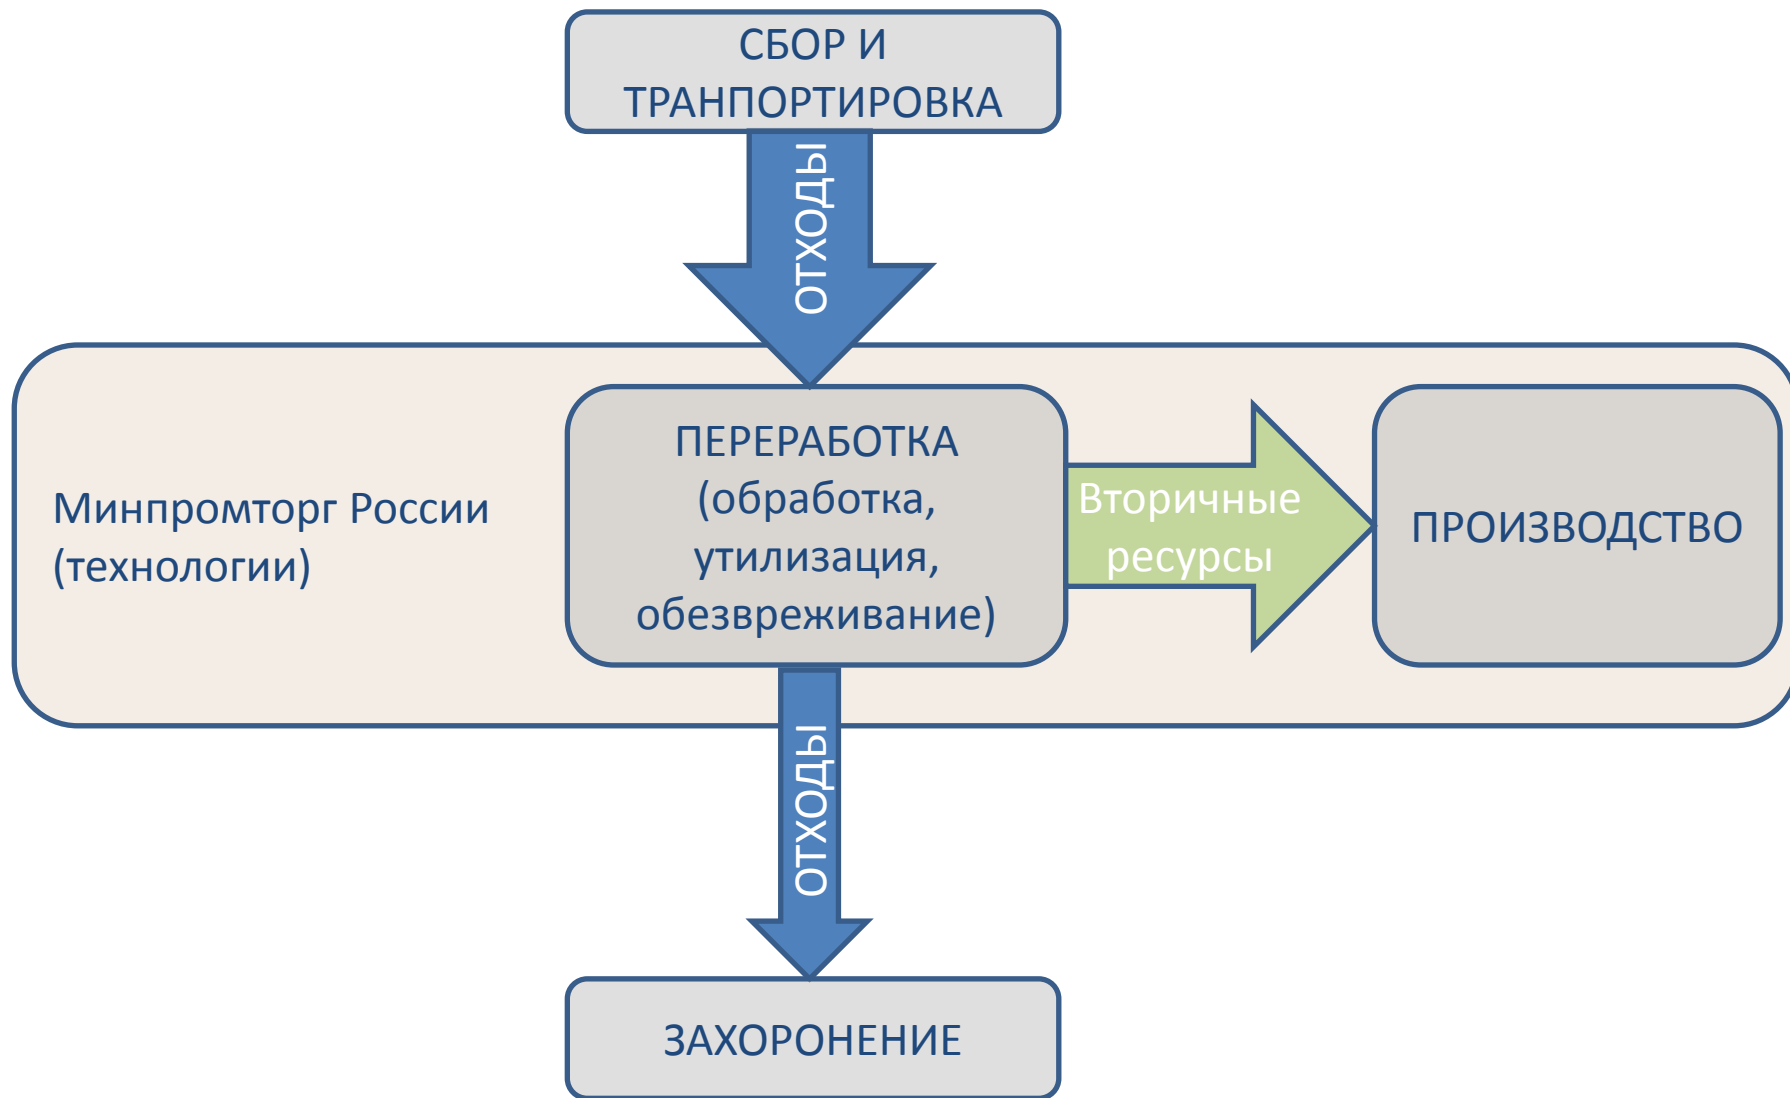 СБОР И
ТРАНПОРТИРОВКА
ОТХОДЫ
Минпромторг России
(технологии)
ПЕРЕРАБОТКА
(обработка,
утилизация,
обезвреживание)
Вторичные
ресурсы
ПРОИЗВОДСТВО
ОТХОДЫ
ЗАХОРОНЕНИЕ